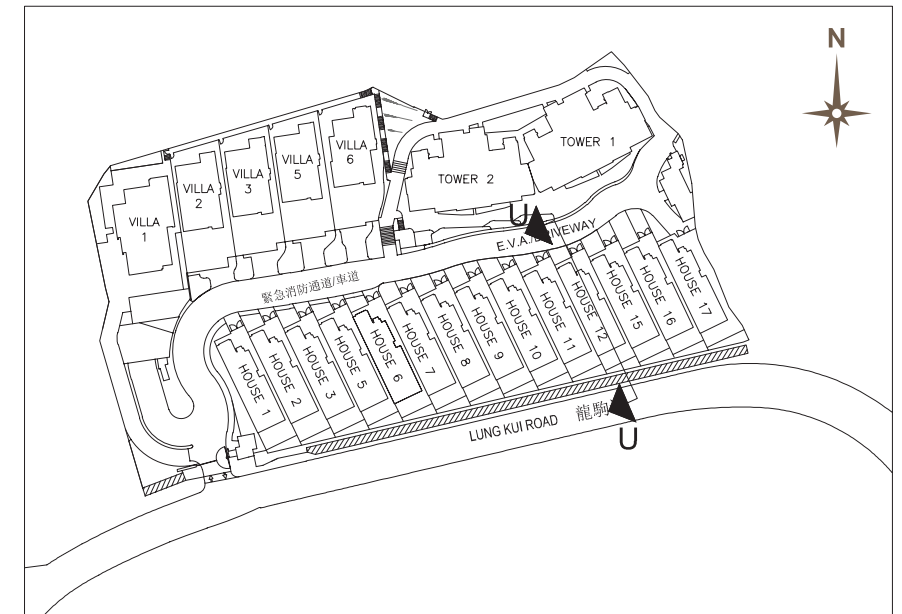 N
TOWER 1
VILLA
6
VILLA
5
VILLA
3
VILLA
2
VILLA
1
TOWER 2
U
E.V.A./DRIVEWAY
緊急消防通道/車道
HOUSE 1
HOUSE 2
HOUSE 3
HOUSE 5
HOUSE 6
HOUSE 7
HOUSE 8
HOUSE 9
HOUSE 10
HOUSE 11
HOUSE 12
HOUSE 15
HOUSE 16
HOUSE 17
LUNG KUI ROAD 龍駒
U